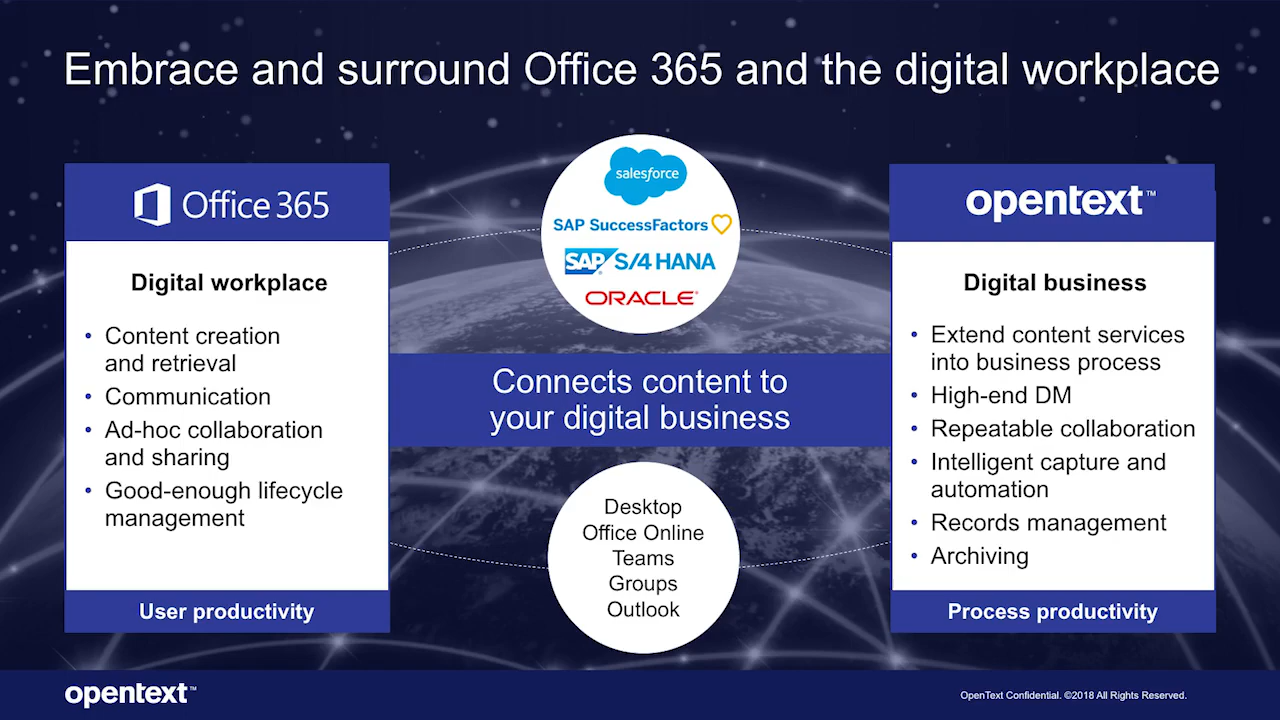 Embrace and surround Office 365 and the digital workplace
Office 365
Digital workplace
• Content creation
and retrieval
• Communication
• Ad-hoc collaboration
and sharing
• Good-enough lifecycle
management
User productivity
salesforce
SAP SuccessFactors
SAP S/4 HANA
ORACLE®
Connects content to
your digital business
Desktop
Office Online
Teams
Groups
Outlook
opentext™
Digital business
• Extend content services
into business process
• High-end DM
• Repeatable collaboration
• Intelligent capture and
automation
• Records management
• Archiving
Process productivity
opentext™
OpenText Confidential. ©2018 All Rights Reserved.